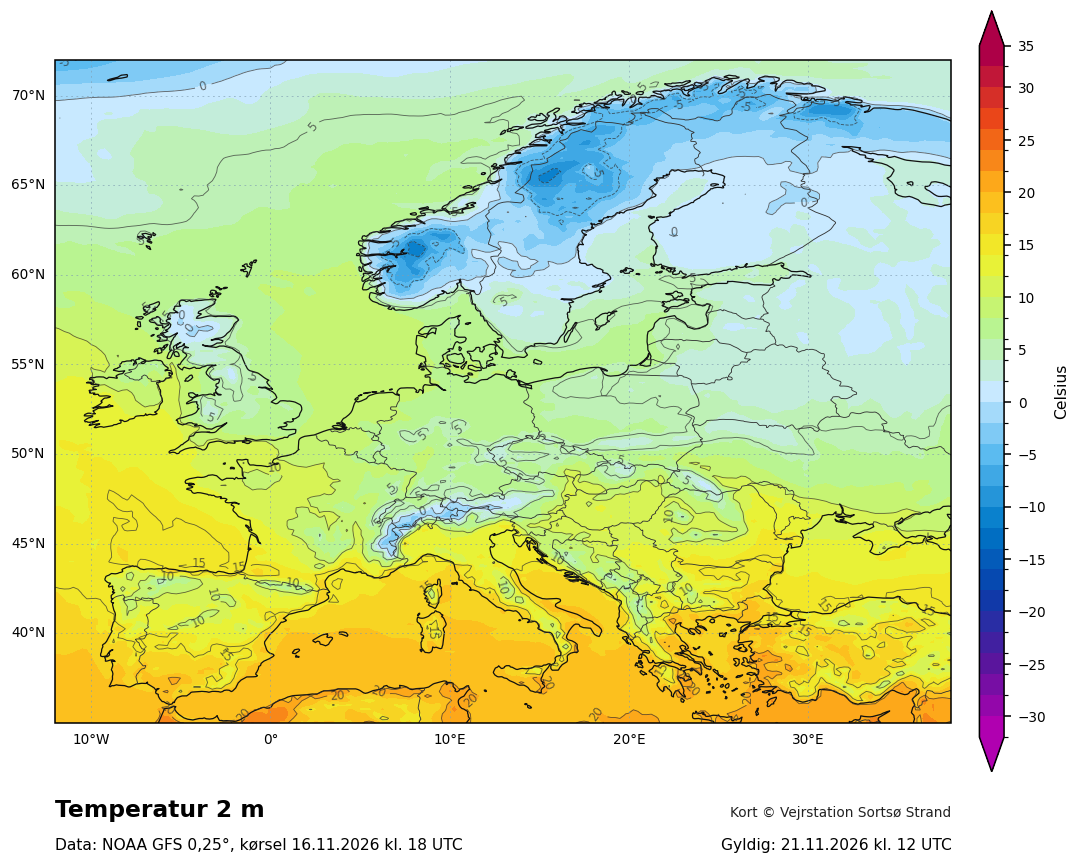 70°N
65°N
60°N
55°N
50°N
45°N
40°N
10°W
0°
10°E
20°E
30°E
35
30
25
20
15
10
5
0
−5
−10
−15
−20
−25
−30
Celsius
Temperatur 2 m
Kort © Vejrstation Sortsø Strand
Data: NOAA GFS 0,25°, kørsel 16.11.2026 kl. 18 UTC
Gyldig: 21.11.2026 kl. 12 UTC